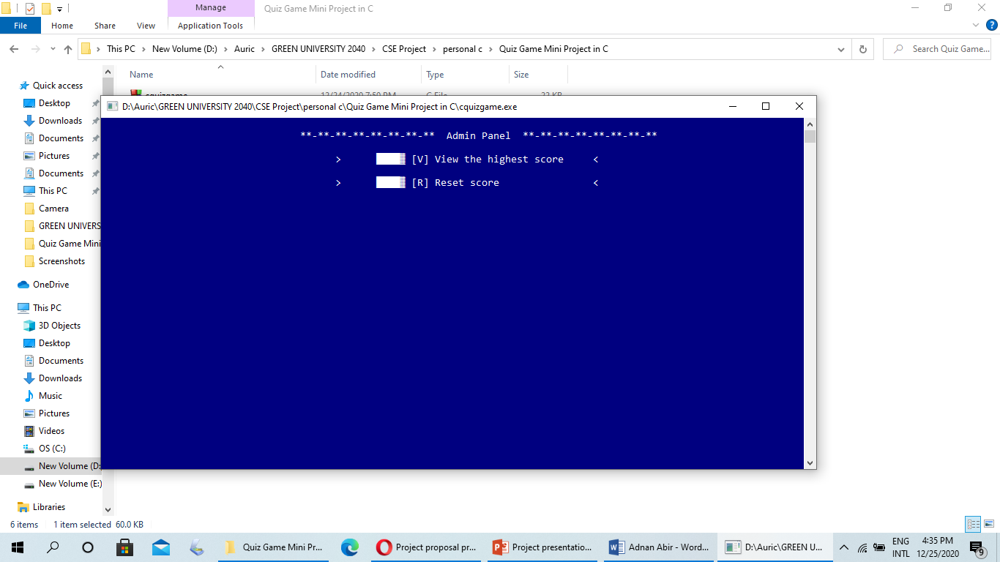 Manage
Quiz Game Mini Project in C
File
Home
Share
View
Application Tools
This PC
New Volume (D:)
Auric
GREEN UNIVERSITY 2040
CSE Project
personal c
Quiz Game Mini Project in C
Search Quiz Game...
Name
Date modified
Type
Size
cquizgame
12/24/2020 7:50 PM
C File
22 KB
D:\Auric\GREEN UNIVERSITY 2040\CSE Project\personal c\Quiz Game Mini Project in C\cquizgame.exe
**-**-**-**-**-**-**-** Admin Panel **-**-**-**-**-**-**-**
> [V] View the highest score <
> [R] Reset score <
Quick access
Desktop
Downloads
Documents
Pictures
Documents
This PC
Camera
GREEN UNIVERS
Quiz Game Mini
Screenshots
OneDrive
This PC
3D Objects
Desktop
Documents
Downloads
Music
Pictures
Videos
OS (C:)
New Volume (D:
New Volume (E:)
Libraries
6 items
1 item selected 60.0 KB
Quiz Game Mini Pr...
Project proposal pr...
Project presentatio...
Adnan Abir - Word...
D:\Auric\GREEN U...
ENG
INTL
4:35 PM
12/25/2020
9